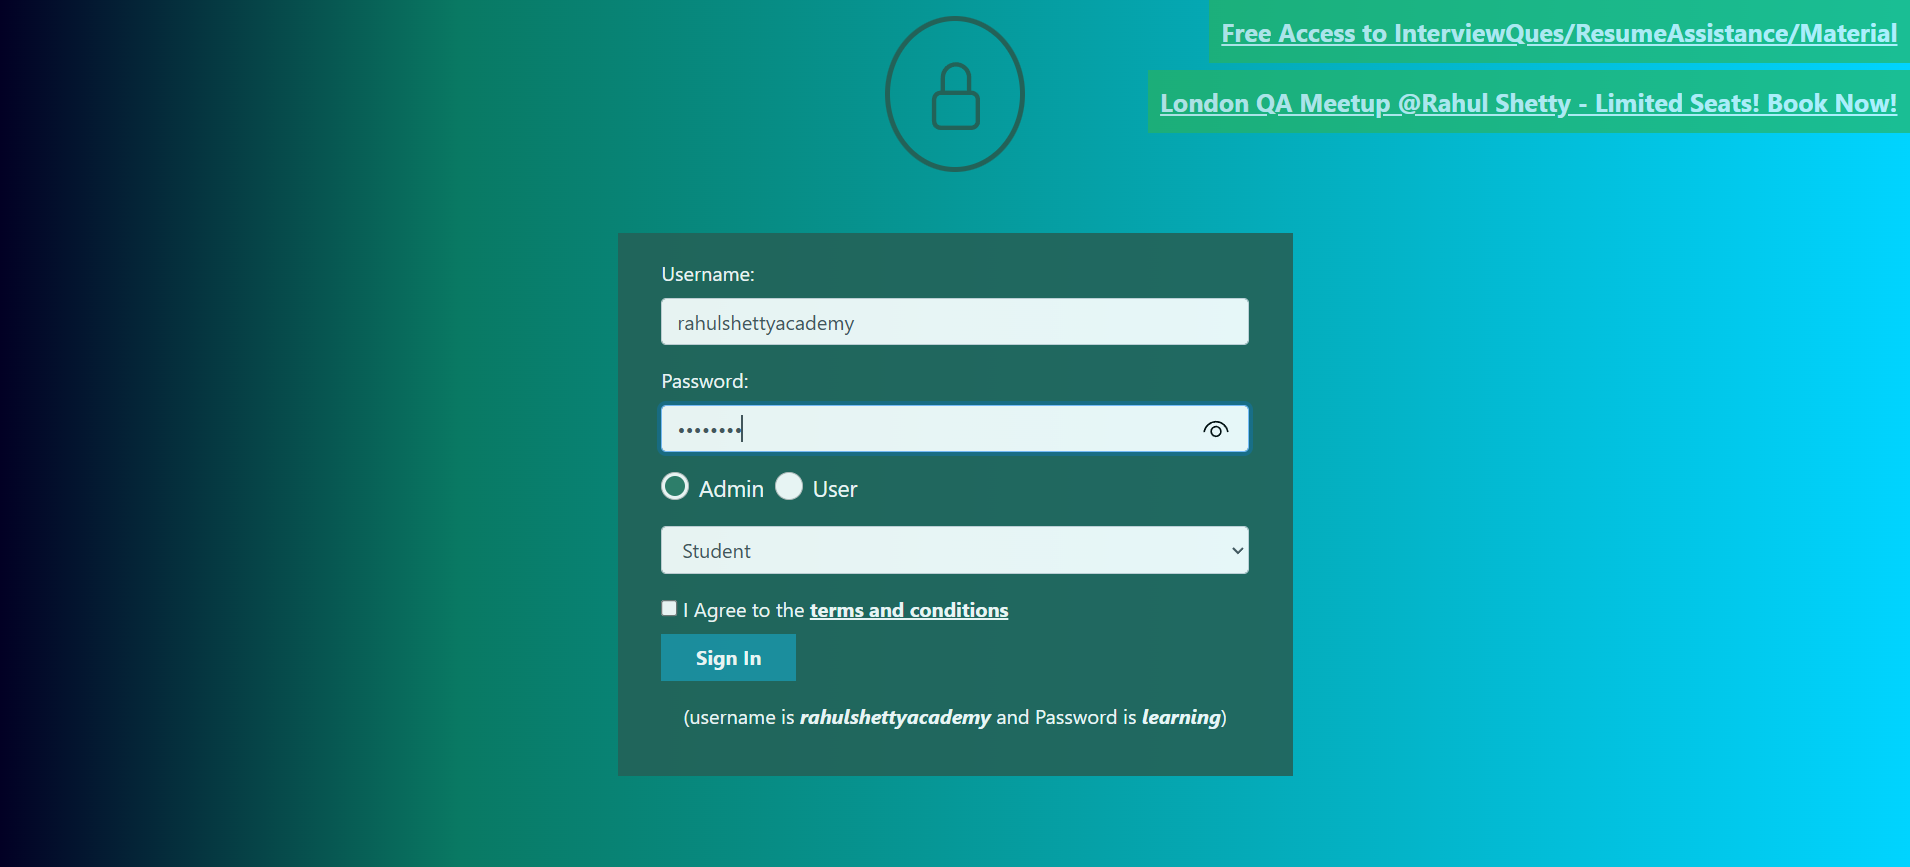 Free Access to InterviewQues/ResumeAssistance/Material
London QA Meetup @Rahul Shetty - Limited Seats! Book Now!
Username:
rahulshettyacademy
Password:
••••••••
Admin User
Student
I Agree to the terms and conditions
Sign In
(username is rahulshettyacademy and Password is learning)